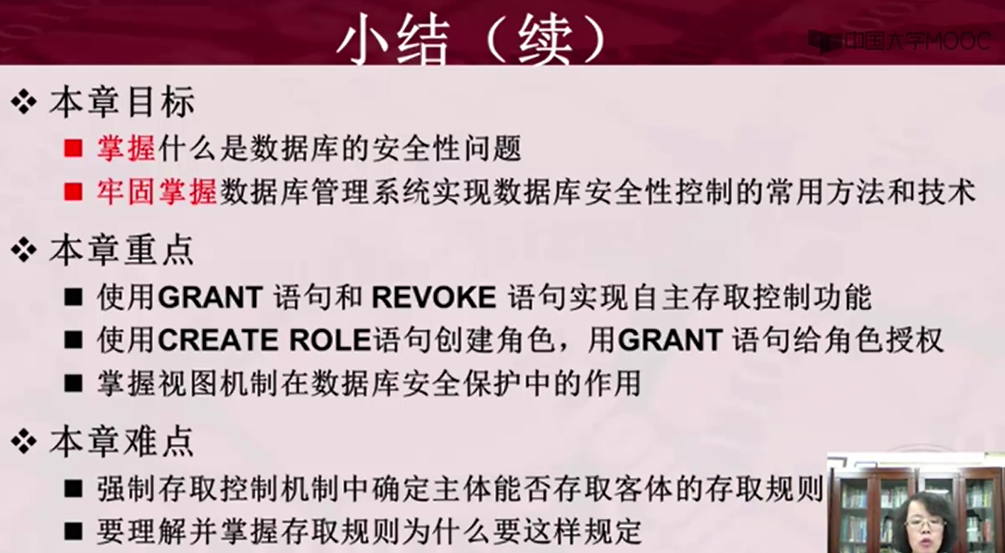 小结（续）
中国大学MOOC
本章目标
掌握什么是数据库的安全性问题
牢固掌握数据库管理系统实现数据库安全性控制的常用方法和技术
本章重点
使用GRANT 语句和 REVOKE 语句实现自主存取控制功能
使用CREATE ROLE语句创建角色，用GRANT 语句给角色授权
掌握视图机制在数据库安全保护中的作用
本章难点
强制存取控制机制中确定主体能否存取客体的存取规则
要理解并掌握存取规则为什么要这样规定